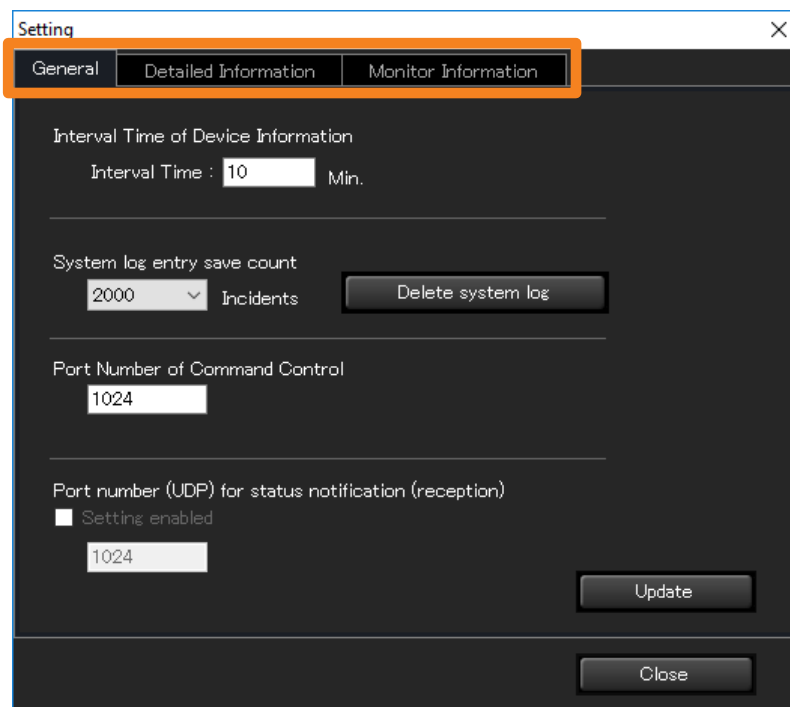 Setting
General Detailed Information Monitor Information
Interval Time of Device Information
Interval Time : 10 Min.
System log entry save count
2000 Incidents Delete system log
Port Number of Command Control
1024
Port number (UDP) for status notification (reception)
Setting enabled
1024
Update
Close